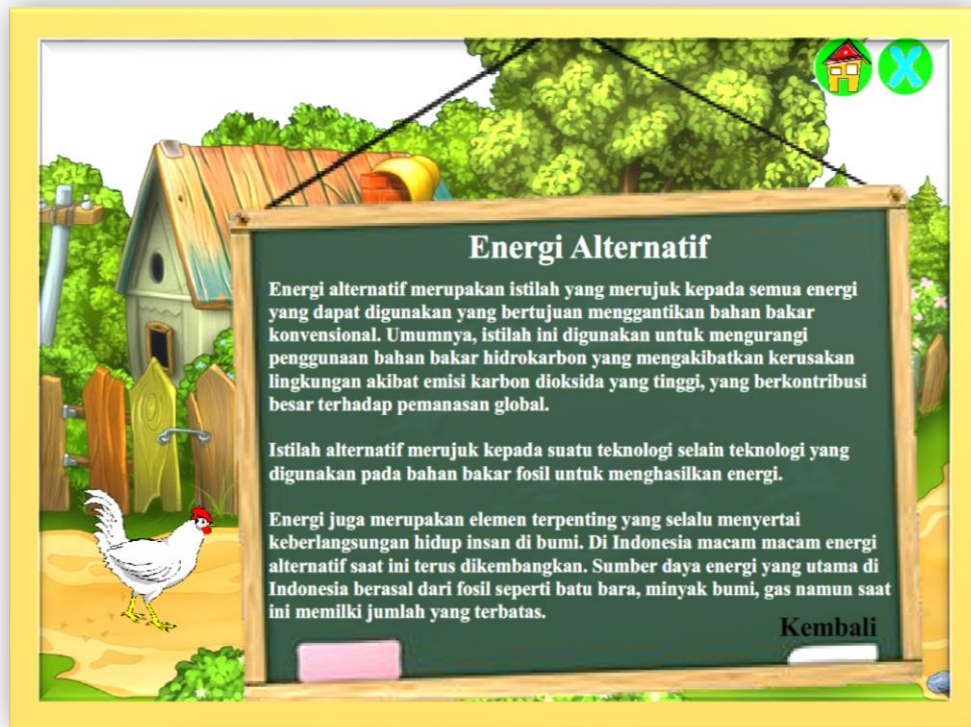 Energi Alternatif
Energi alternatif merupakan istilah yang merujuk kepada semua energi
yang dapat digunakan yang bertujuan menggantikan bahan bakar
konvensional. Umumnya, istilah ini digunakan untuk mengurangi
penggunaan bahan bakar hidrokarbon yang mengakibatkan kerusakan
lingkungan akibat emisi karbon dioksida yang tinggi, yang berkontribusi
besar terhadap pemanasan global.
Istilah alternatif merujuk kepada suatu teknologi selain teknologi yang
digunakan pada bahan bakar fosil untuk menghasilkan energi.
Energi juga merupakan elemen terpenting yang selalu menyertai
keberlangsungan hidup insan di bumi. Di Indonesia macam macam energi
alternatif saat ini terus dikembangkan. Sumber daya energi yang utama di
Indonesia berasal dari fosil seperti batu bara, minyak bumi, gas namun saat
ini memilki jumlah yang terbatas.
Kembali
X